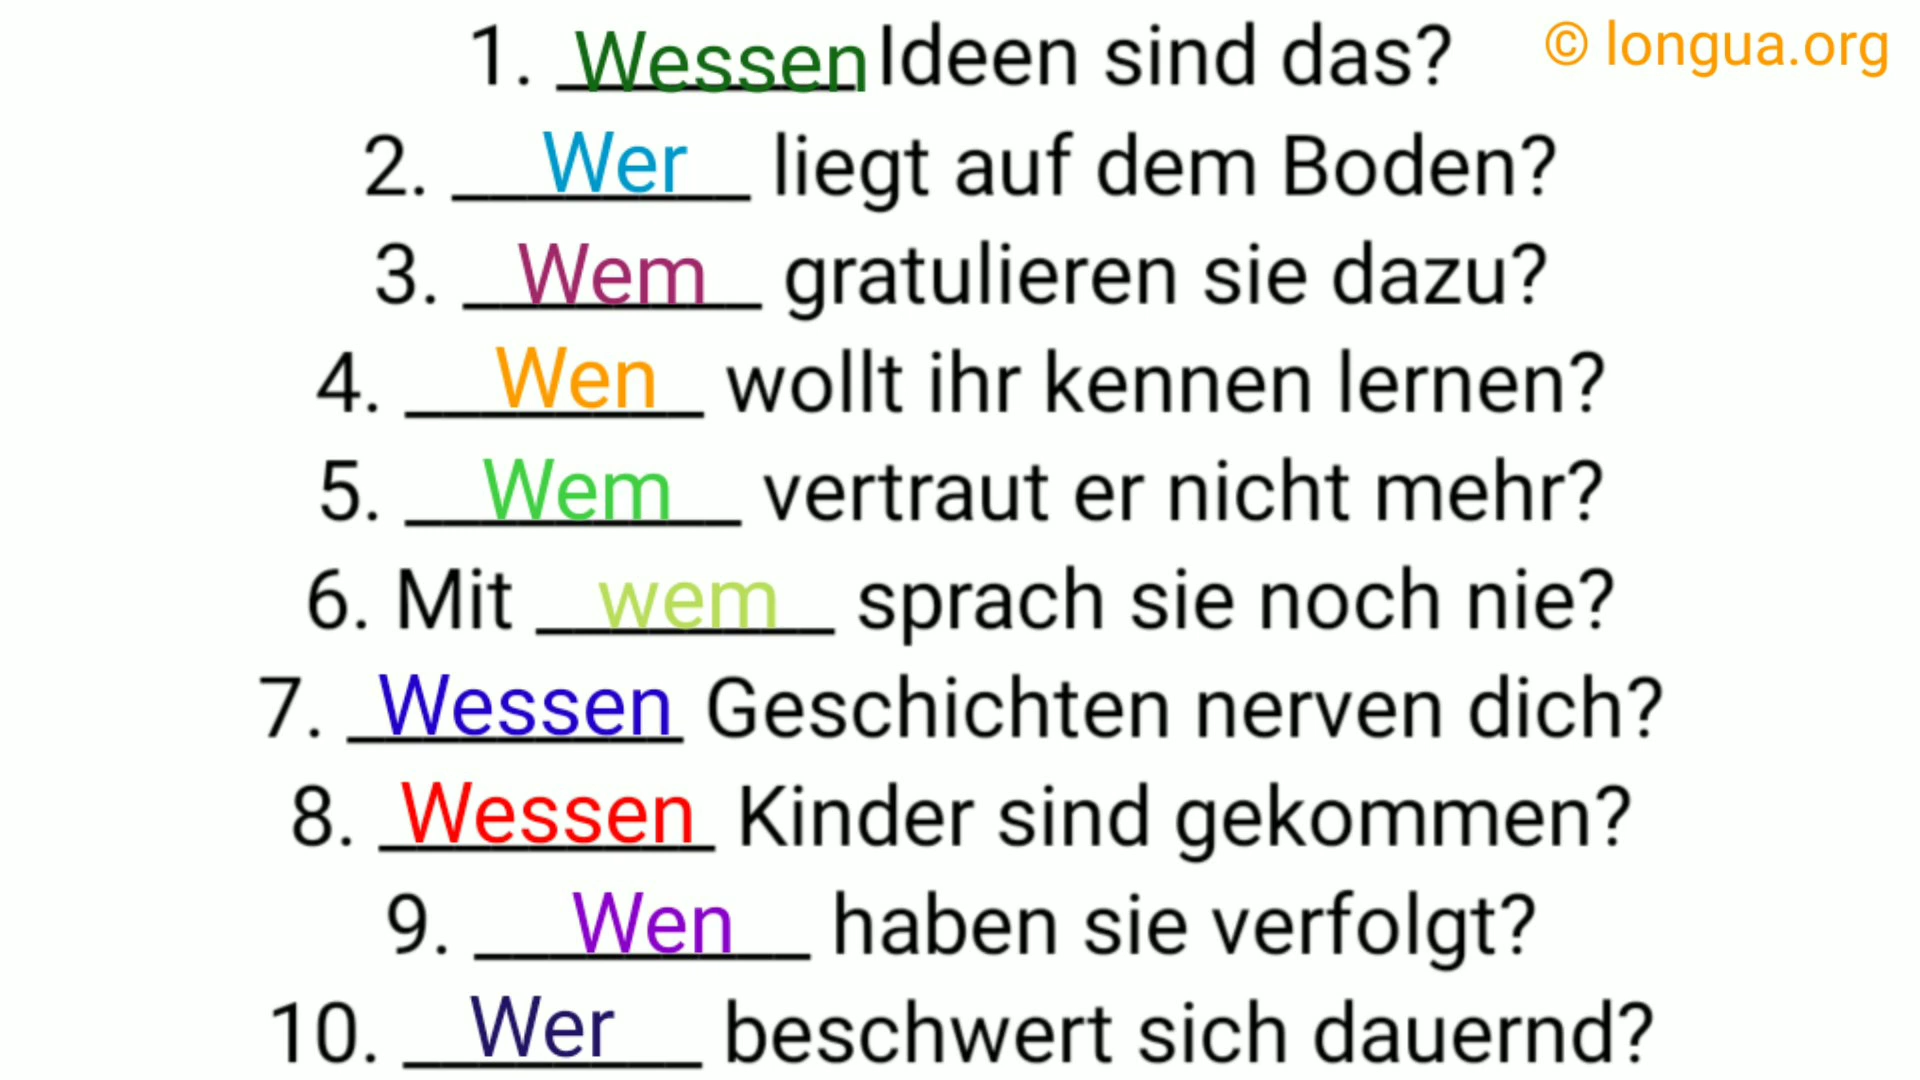 1. Wessen Ideen sind das?
© longua.org
2. Wer liegt auf dem Boden?
3. Wem gratulieren sie dazu?
4. Wen wollt ihr kennen lernen?
5. Wem vertraut er nicht mehr?
6. Mit wem sprach sie noch nie?
7. Wessen Geschichten nerven dich?
8. Wessen Kinder sind gekommen?
9. Wen haben sie verfolgt?
10. Wer beschwert sich dauernd?